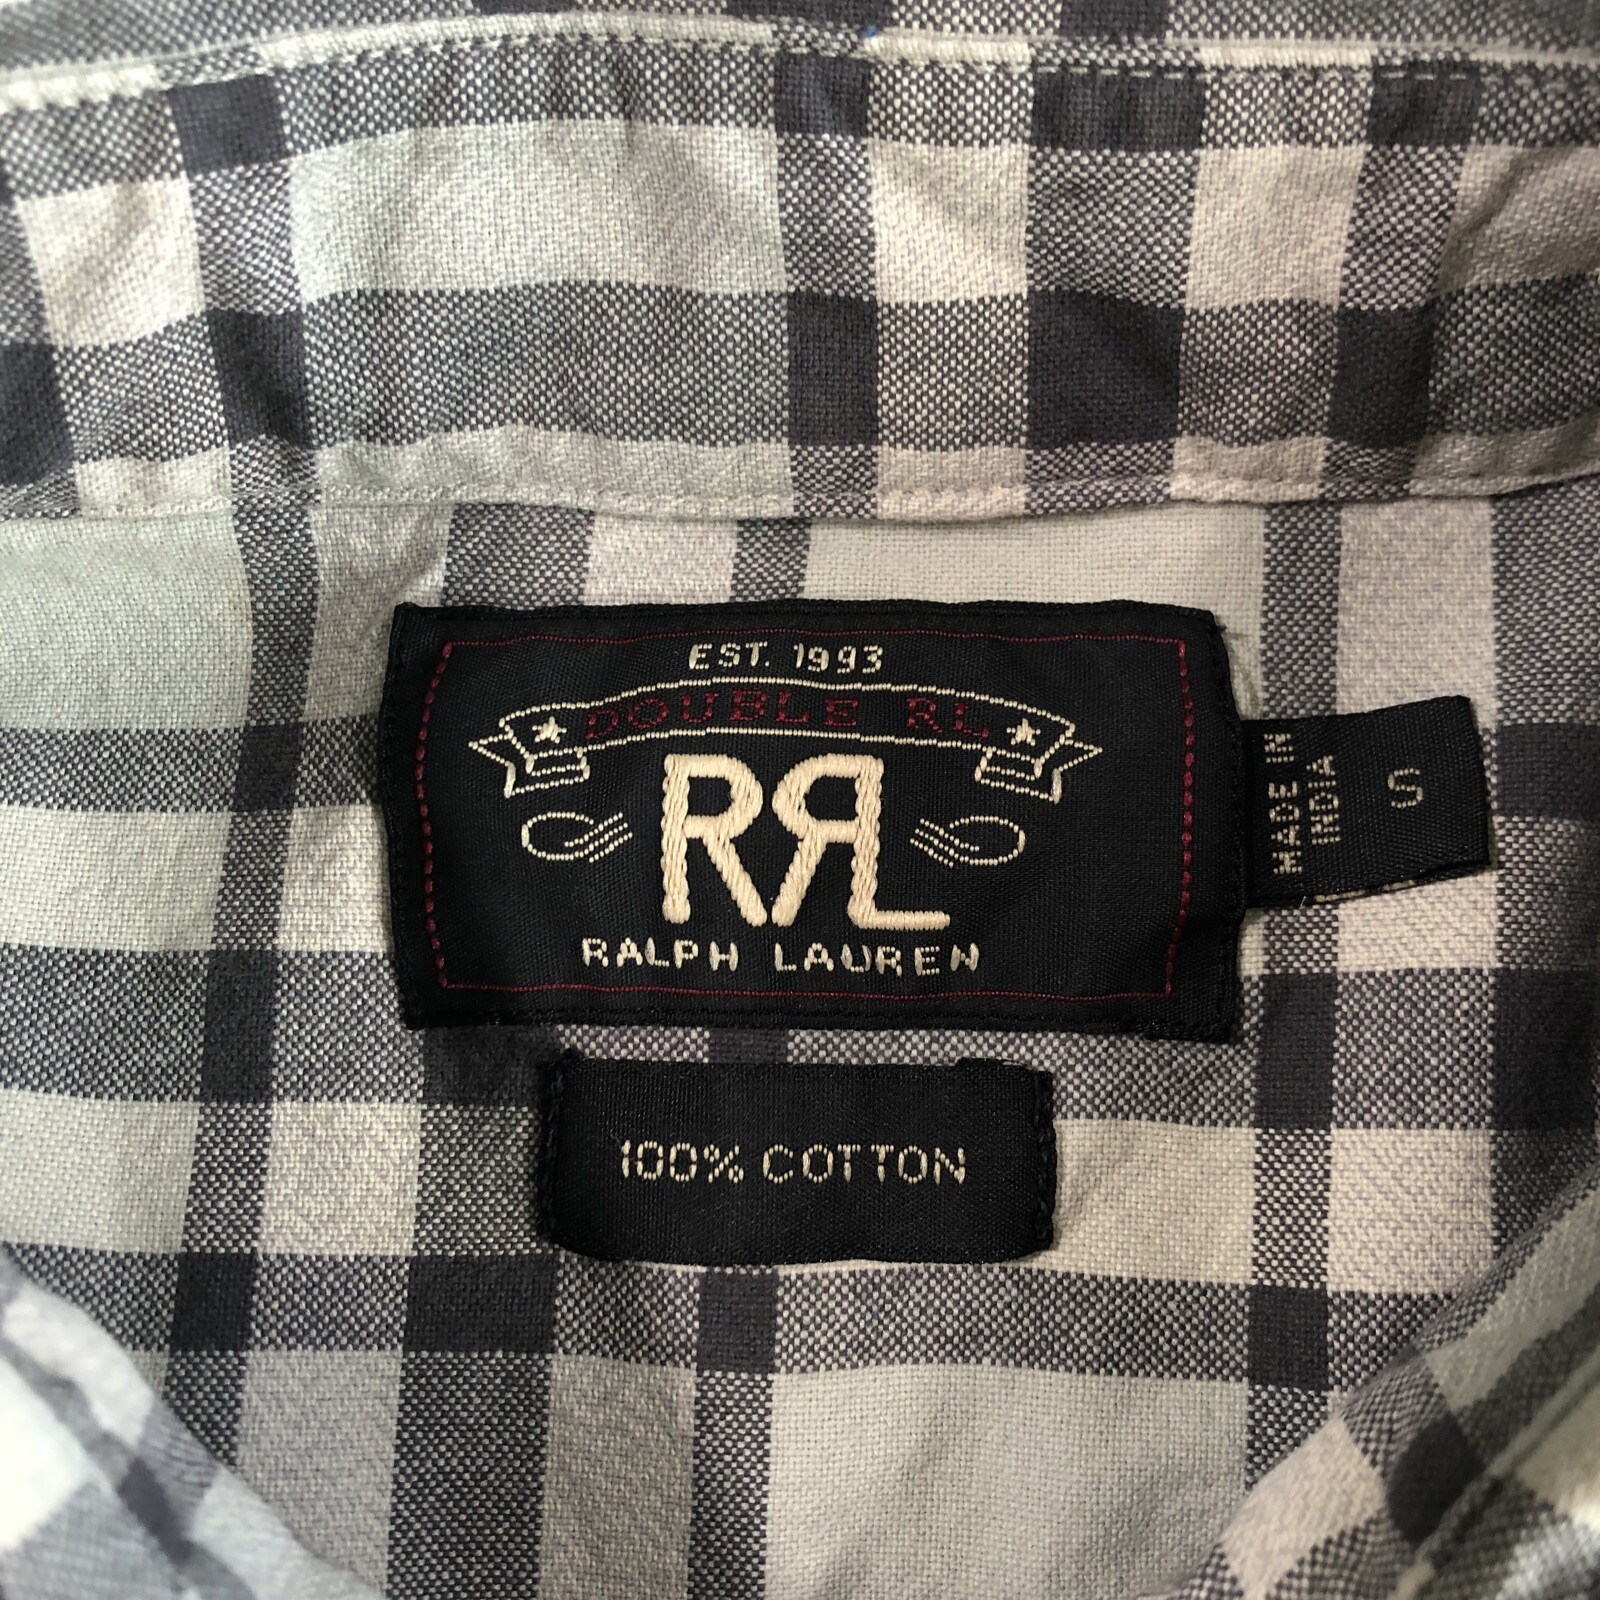 EST. 1993
DOUBLE RL
RRL
RALPH LAUREN
MADE IN
INDIA
S
100% COTTON